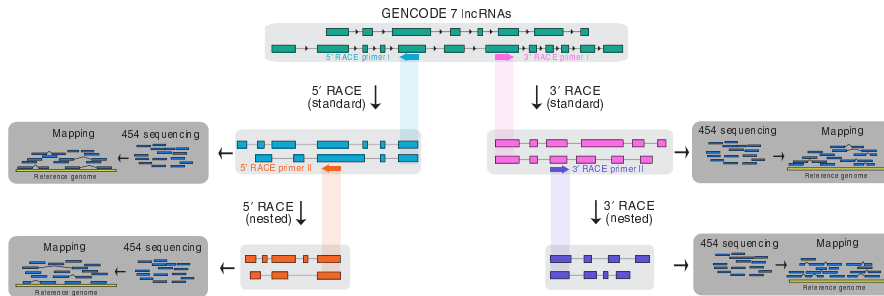 GENCODE 7 lncRNAs
5′ RACE primer I
3′ RACE primer I
5′ RACE
(standard)
3′ RACE
(standard)
Mapping
454 sequencing
Reference genome
454 sequencing
Mapping
Reference genome
5′ RACE primer II
3′ RACE primer II
5′ RACE
(nested)
3′ RACE
(nested)
Mapping
454 sequencing
Reference genome
454 sequencing
Mapping
Reference genome